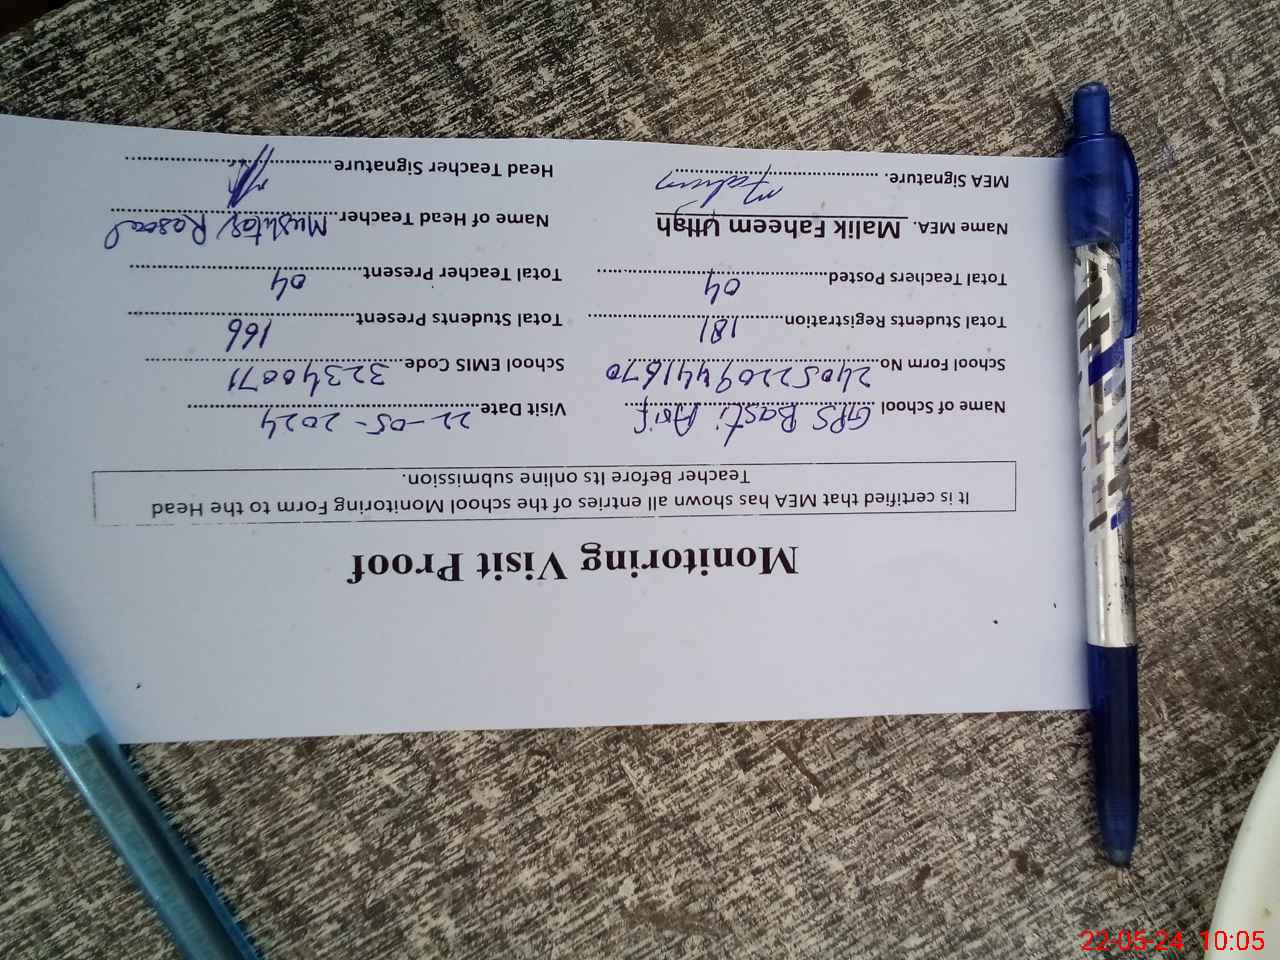 Monitoring Visit Proof
It is certified that MEA has shown all entries of the school Monitoring Form to the Head
Teacher Before Its online submission.
Name of School GPS Basti Arif Visit Date 22-05-2024
School Form No. 24052209441670 School EMIS Code. 32340071
Total Students Registration 181 Total Students Present 166
Total Teachers Posted 04 Total Teacher Present 04
Name MEA. Malik Faheem Ullah Name of Head Teacher Rasool
MEA Signature. Faheem Head Teacher Signature
22-05-24 10:05